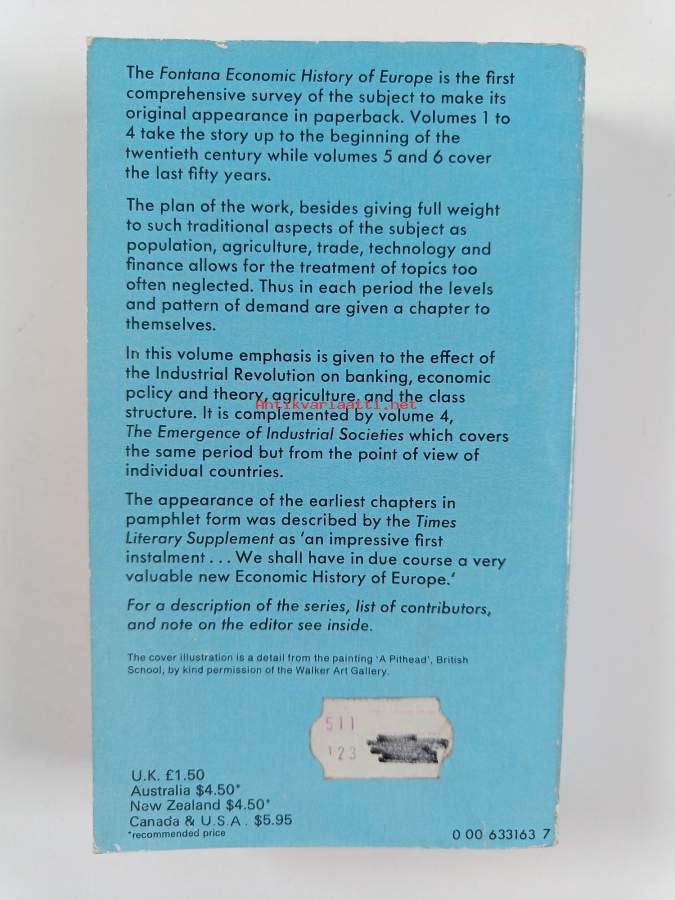 The Fontana Economic History of Europe is the first
comprehensive survey of the subject to make its
original appearance in paperback. Volumes 1 to
4 take the story up to the beginning of the
twentieth century while volumes 5 and 6 cover
the last fifty years.
The plan of the work, besides giving full weight
to such traditional aspects of the subject as
population, agriculture, trade, technology and
finance allows for the treatment of topics too
often neglected. Thus in each period the levels
and pattern of demand are given a chapter to
themselves.
In this volume emphasis is given to the effect of
the Industrial Revolution on banking, economic
policy and theory, agriculture, and the class
Antikvariaatti.net
structure. It is complemented by volume 4,
The Emergence of Industrial Societies which covers
the same period but from the point of view of
individual countries.
The appearance of the earliest chapters in
pamphlet form was described by the Times
Literary Supplement as 'an impressive first
instalment ... We shall have in due course a very
valuable new Economic History of Europe.'
For a description of the series, list of contributors,
and note on the editor see inside.
The cover illustration is a detail from the painting 'A Pithead', British
School, by kind permission of the Walker Art Gallery.
511
123
U.K. £1.50
Australia $4.50*
New Zealand $4.50*
Canada & U.S.A. $5.95
*recommended price
0 00 633163 7